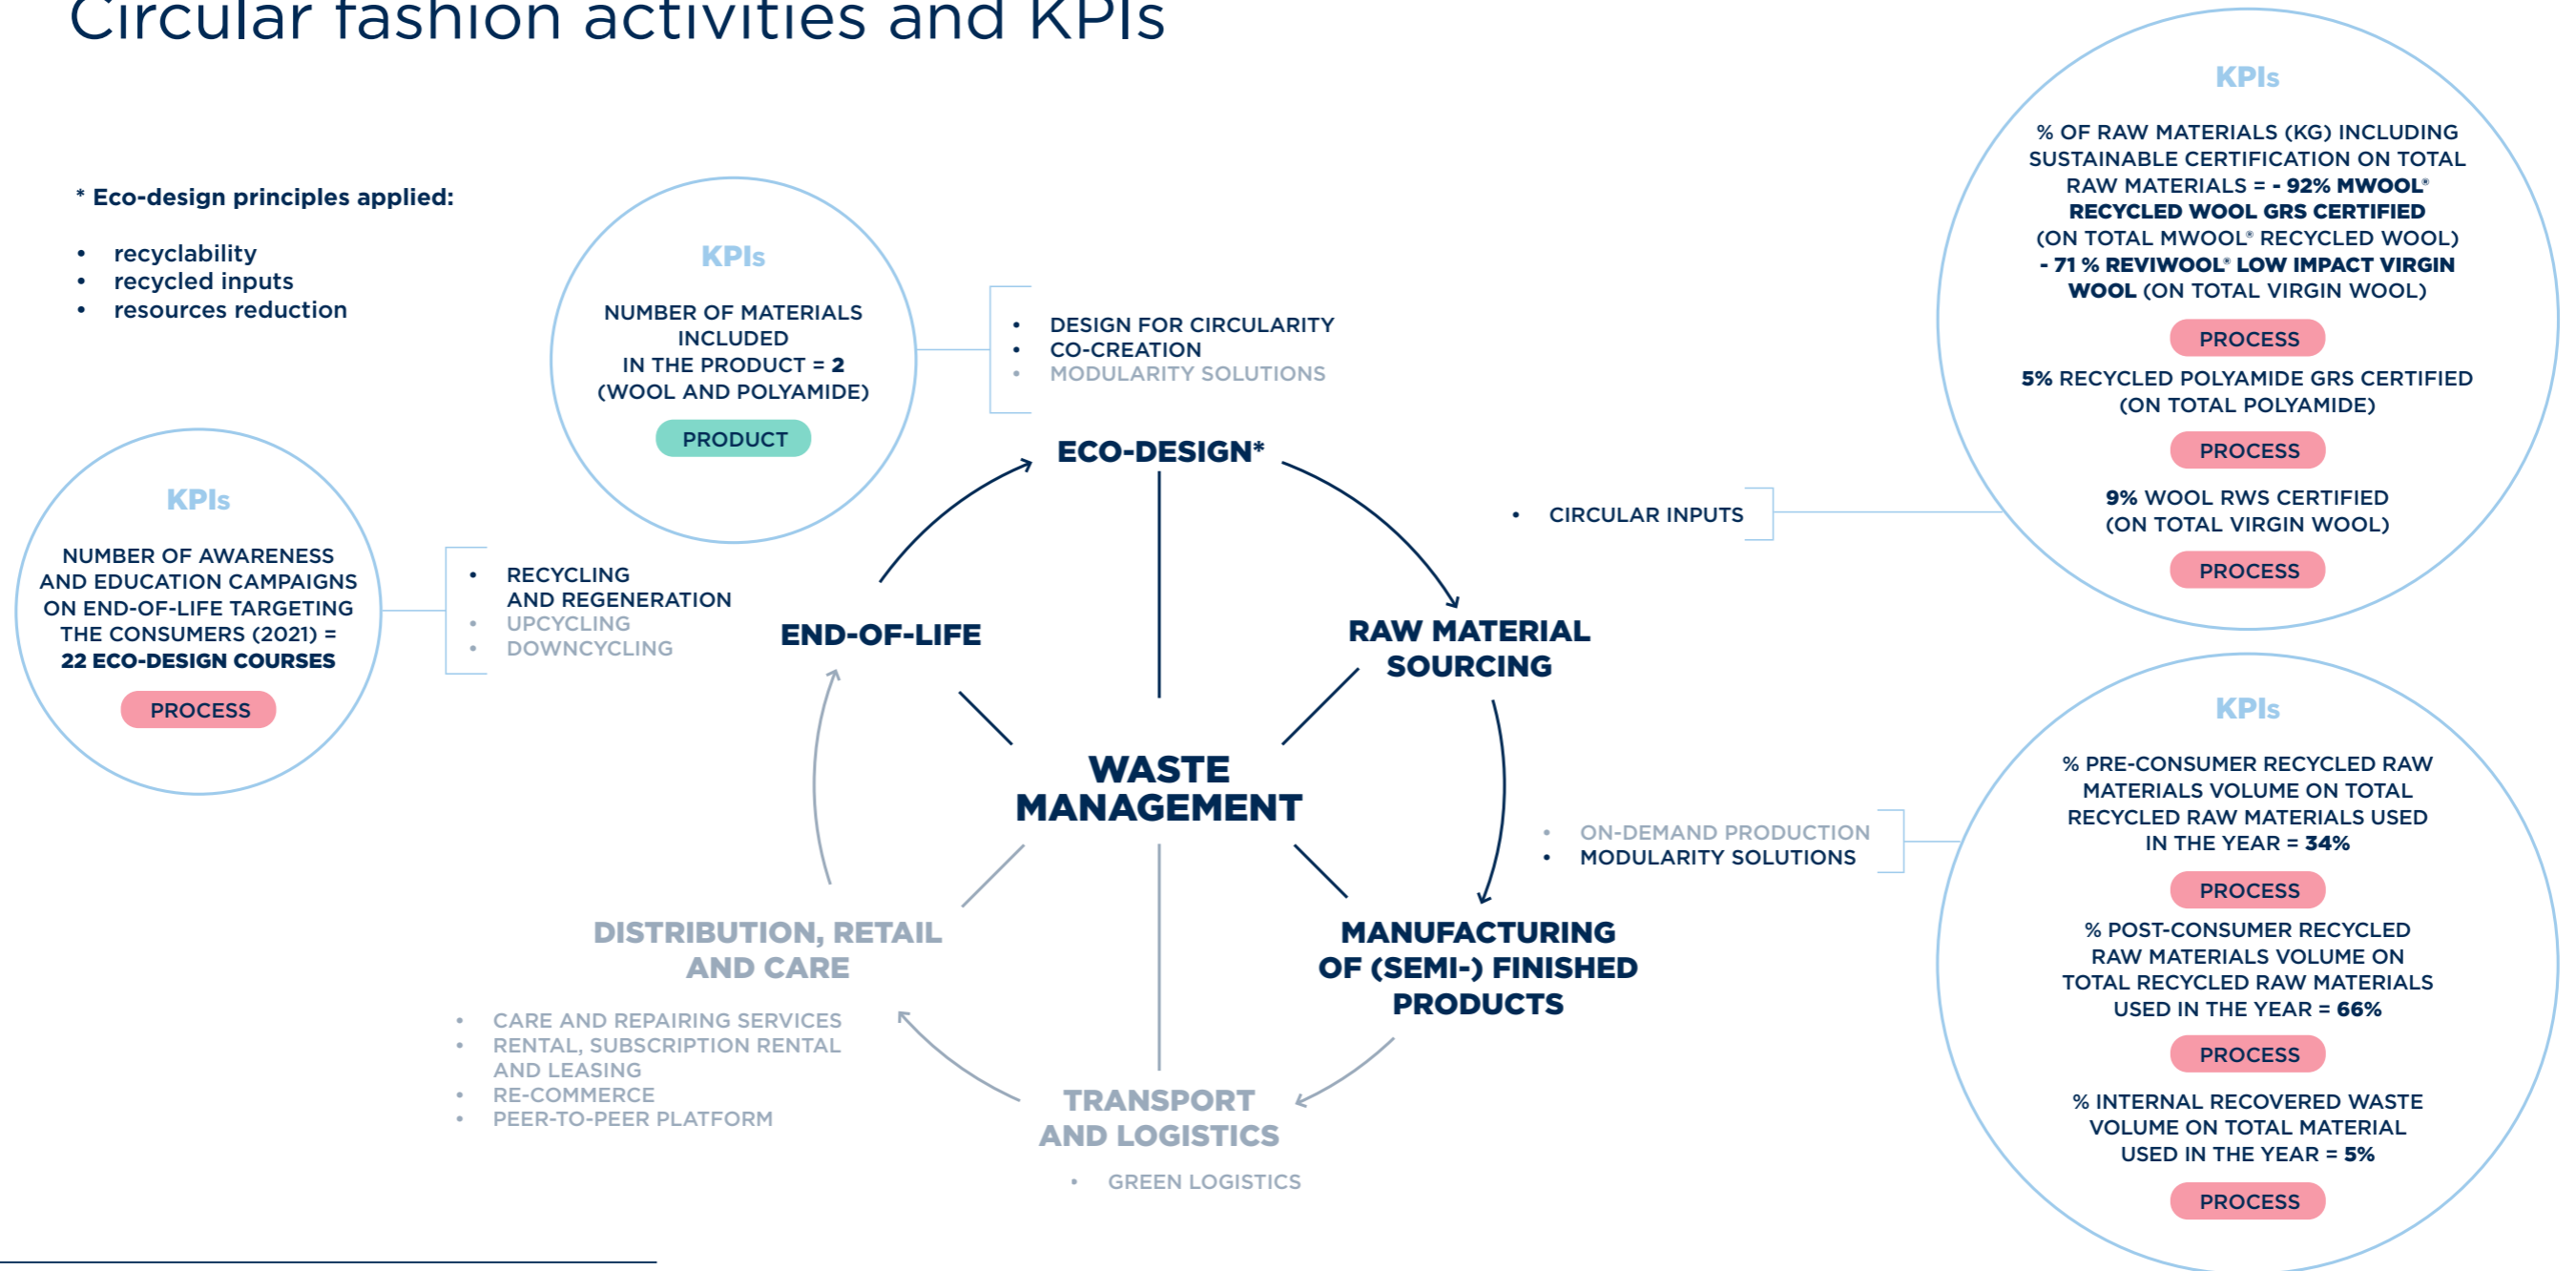 Circular fashion activities and KPIs
* Eco-design principles applied:
• recyclability
• recycled inputs
• resources reduction
KPIs
NUMBER OF MATERIALS
INCLUDED
IN THE PRODUCT = 2
(WOOL AND POLYAMIDE)
PRODUCT
• DESIGN FOR CIRCULARITY
• CO-CREATION
• MODULARITY SOLUTIONS
ECO-DESIGN*
KPIs
% OF RAW MATERIALS (KG) INCLUDING
SUSTAINABLE CERTIFICATION ON TOTAL
RAW MATERIALS = - 92% MWOOL®
RECYCLED WOOL GRS CERTIFIED
(ON TOTAL MWOOL® RECYCLED WOOL)
- 71 % REVIWOOL® LOW IMPACT VIRGIN
WOOL (ON TOTAL VIRGIN WOOL)
PROCESS
5% RECYCLED POLYAMIDE GRS CERTIFIED
(ON TOTAL POLYAMIDE)
PROCESS
9% WOOL RWS CERTIFIED
(ON TOTAL VIRGIN WOOL)
PROCESS
• CIRCULAR INPUTS
RAW MATERIAL
SOURCING
KPIs
NUMBER OF AWARENESS
AND EDUCATION CAMPAIGNS
ON END-OF-LIFE TARGETING
THE CONSUMERS (2021) =
22 ECO-DESIGN COURSES
PROCESS
• RECYCLING
AND REGENERATION
• UPCYCLING
• DOWNCYCLING
END-OF-LIFE
WASTE
MANAGEMENT
• ON-DEMAND PRODUCTION
• MODULARITY SOLUTIONS
MANUFACTURING
OF (SEMI-) FINISHED
PRODUCTS
KPIs
% PRE-CONSUMER RECYCLED RAW
MATERIALS VOLUME ON TOTAL
RECYCLED RAW MATERIALS USED
IN THE YEAR = 34%
PROCESS
% POST-CONSUMER RECYCLED
RAW MATERIALS VOLUME ON
TOTAL RECYCLED RAW MATERIALS
USED IN THE YEAR = 66%
PROCESS
% INTERNAL RECOVERED WASTE
VOLUME ON TOTAL MATERIAL
USED IN THE YEAR = 5%
PROCESS
DISTRIBUTION, RETAIL
AND CARE
• CARE AND REPAIRING SERVICES
• RENTAL, SUBSCRIPTION RENTAL
AND LEASING
• RE-COMMERCE
• PEER-TO-PEER PLATFORM
TRANSPORT
AND LOGISTICS
• GREEN LOGISTICS